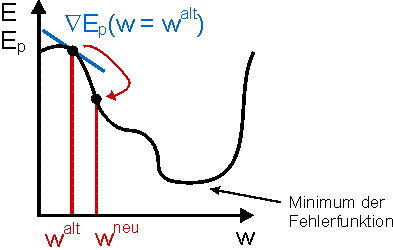 E
E_p
∇E_p(w = w^alt)
w^alt
w^neu
w
Minimum der
Fehlerfunktion